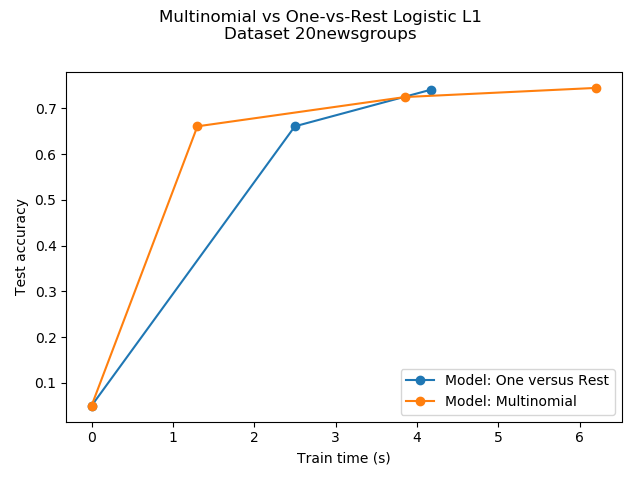 Multinomial vs One-vs-Rest Logistic L1
Dataset 20newsgroups
0.7
0.6
0.5
0.4
0.3
0.2
0.1
Test accuracy
0 1 2 3 4 5 6
Train time (s)
Model: One versus Rest
Model: Multinomial